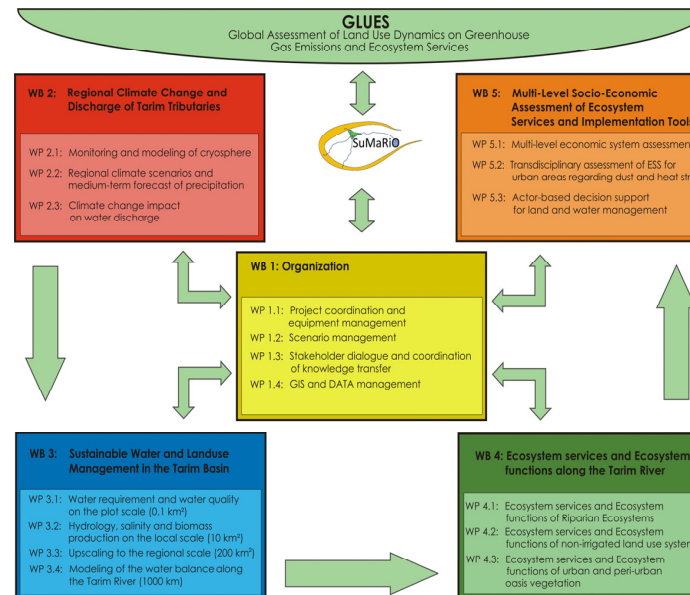 GLUES
Global Assessment of Land Use Dynamics on Greenhouse
Gas Emissions and Ecosystem Services
WB 2: Regional Climate Change and
Discharge of Tarim Tributaries
WP 2.1: Monitoring and modeling of cryosphere
WP 2.2: Regional climate scenarios and
medium-term forecast of precipitation
WP 2.3: Climate change impact
on water discharge
SuMaRiO
WB 5: Multi-Level Socio-Economic
Assessment of Ecosystem
Services and Implementation Tools
WP 5.1: Multi-level economic system assessmen
WP 5.2: Transdisciplinary assessment of ESS for
urban areas regarding dust and heat str
WP 5.3: Actor-based decision support
for land and water management
WB 1: Organization
WP 1.1: Project coordination and
equipment management
WP 1.2: Scenario management
WP 1.3: Stakeholder dialogue and coordination
of knowledge transfer
WP 1.4: GIS and DATA management
WB 3: Sustainable Water and Landuse
Management in the Tarim Basin
WP 3.1: Water requirement and water quality
on the plot scale (0.1 km²)
WP 3.2: Hydrology, salinity and biomass
production on the local scale (10 km²)
WP 3.3: Upscaling to the regional scale (200 km²)
WP 3.4: Modeling of the water balance along
the Tarim River (1000 km)
WB 4: Ecosystem services and Ecosystem
functions along the Tarim River
WP 4.1: Ecosystem services and Ecosystem
functions of Riparian Ecosystems
WP 4.2: Ecosystem services and Ecosystem
functions of non-irrigated land use system
WP 4.3: Ecosystem services and Ecosystem
functions of urban and peri-urban
oasis vegetation